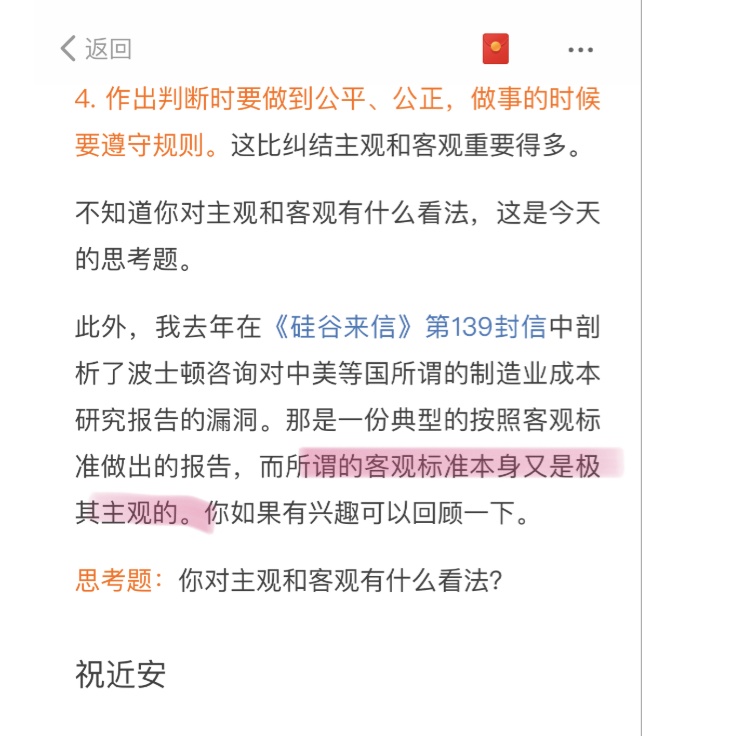 返回
4. 作出判断时要做到公平、公正，做事的时候
要遵守规则。这比纠结主观和客观重要得多。
不知道你对主观和客观有什么看法，这是今天
的思考题。
此外，我去年在《硅谷来信》第139封信中剖
析了波士顿咨询对中美等国所谓的制造业成本
研究报告的漏洞。那是一份典型的按照客观标
准做出的报告，而所谓的客观标准本身又是极
其主观的。你如果有兴趣可以回顾一下。
思考题：你对主观和客观有什么看法？
祝近安